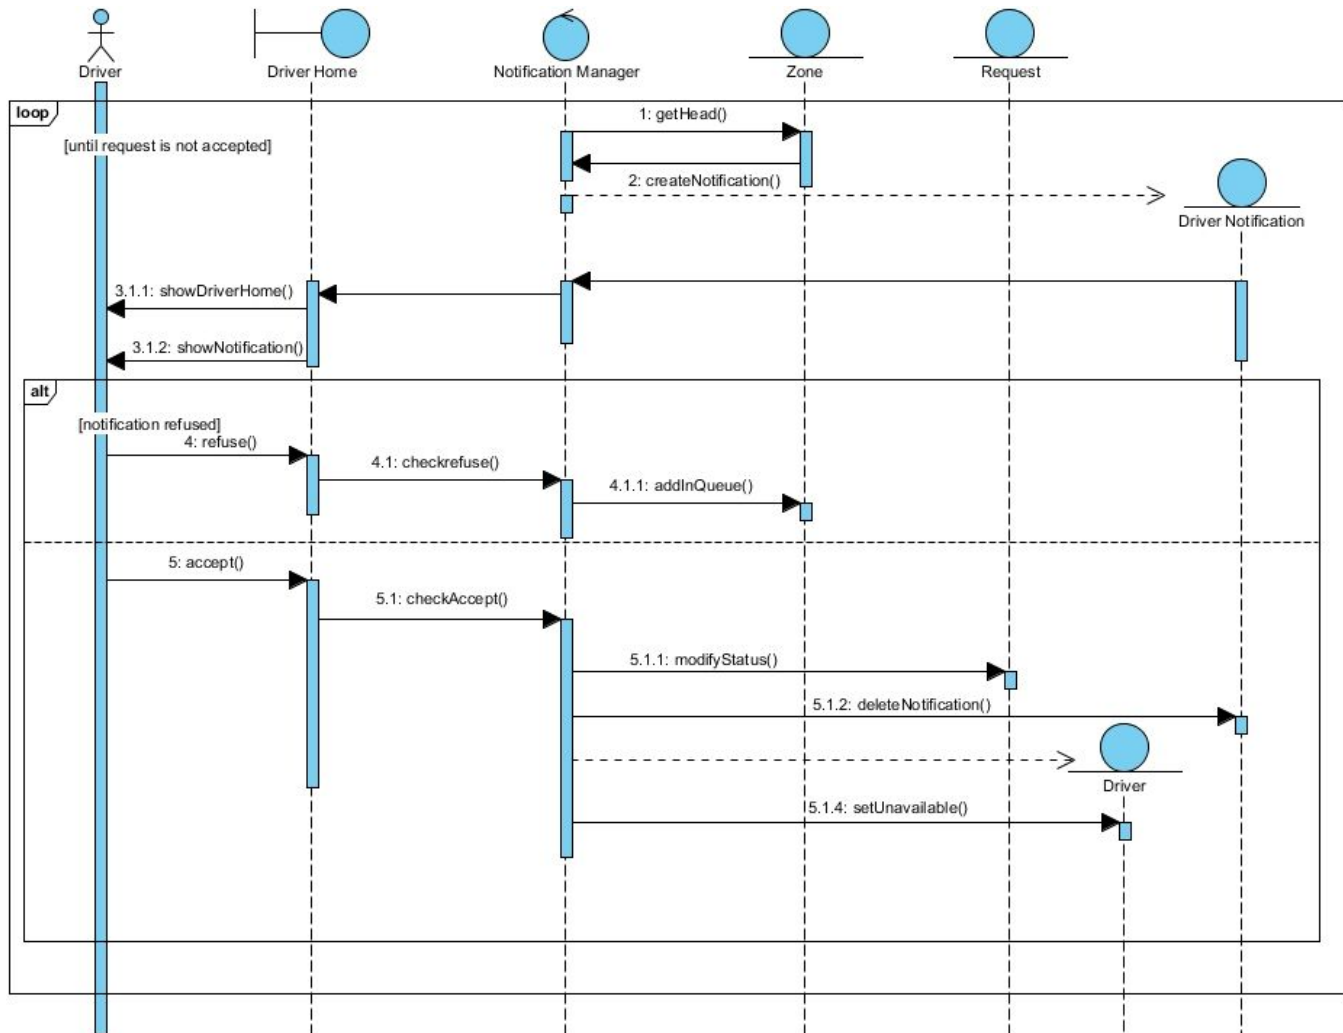 Driver
Driver Home
Notification Manager
Zone
Request
loop
1: getHead()
[until request is not accepted]
2: createNotification()
Driver Notification
3.1.1: showDriverHome()
3.1.2: showNotification()
alt
[notification refused]
4: refuse()
4.1: checkrefuse()
4.1.1: addInQueue()
5: accept()
5.1: checkAccept()
5.1.1: modifyStatus()
5.1.2: deleteNotification()
Driver
5.1.4: setUnavailable()